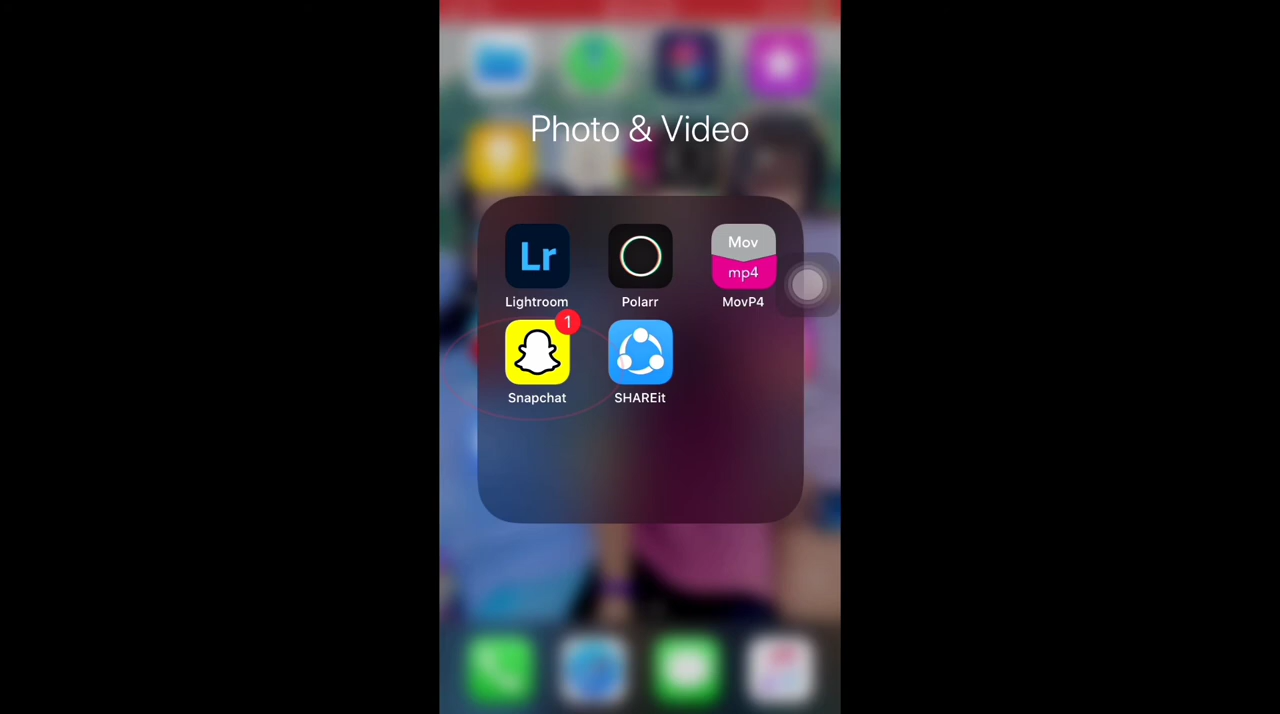 Photo & Video
Lr
Mov
mp4
Lightroom
Polarr
MovP4
1
Snapchat
SHAREit